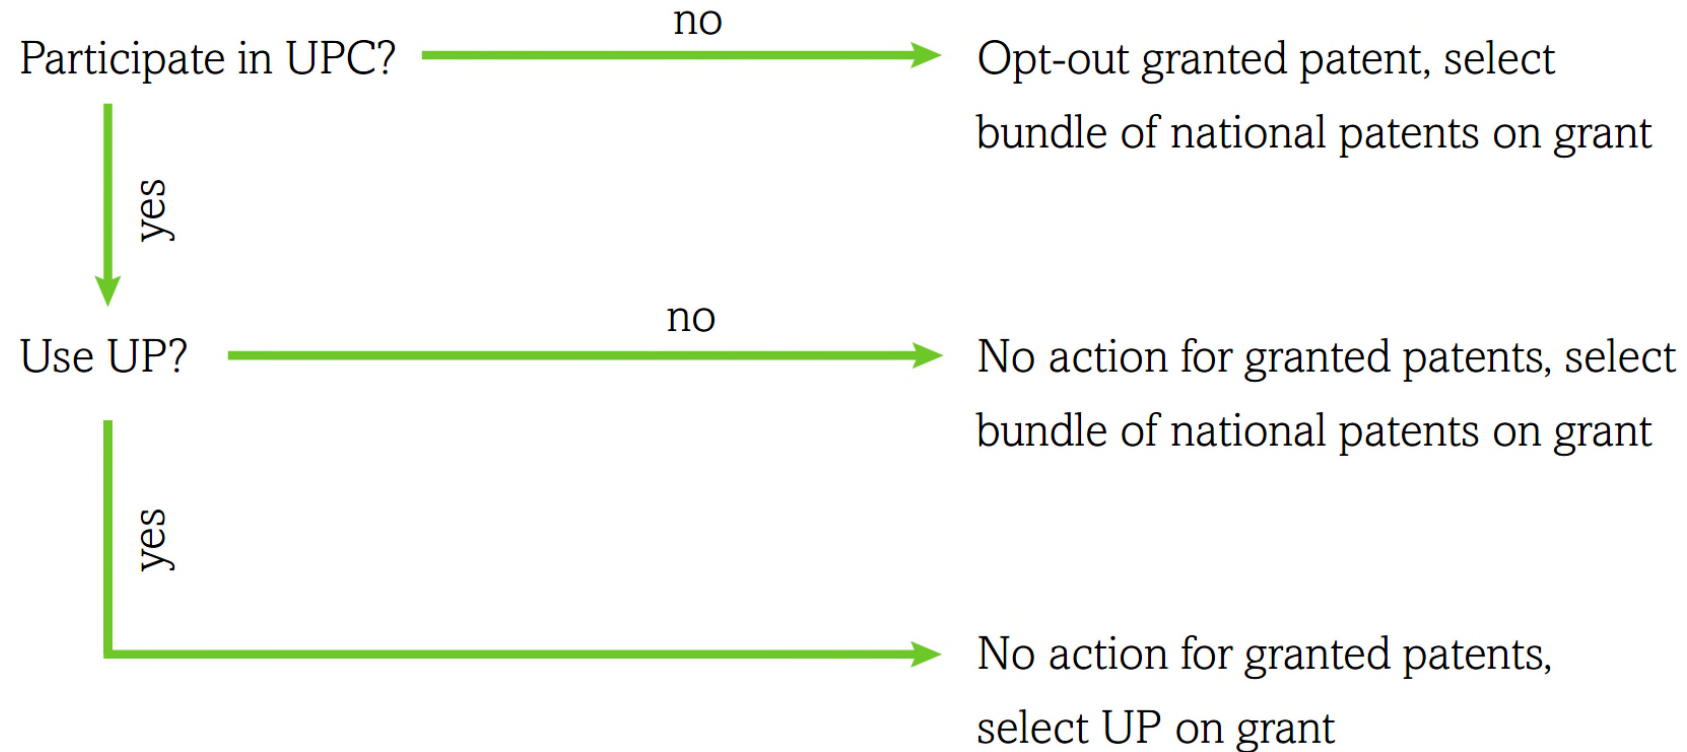 no
Participate in UPC?
Opt-out granted patent, select
bundle of national patents on grant
yes
no
Use UP?
No action for granted patents, select
bundle of national patents on grant
yes
No action for granted patents,
select UP on grant